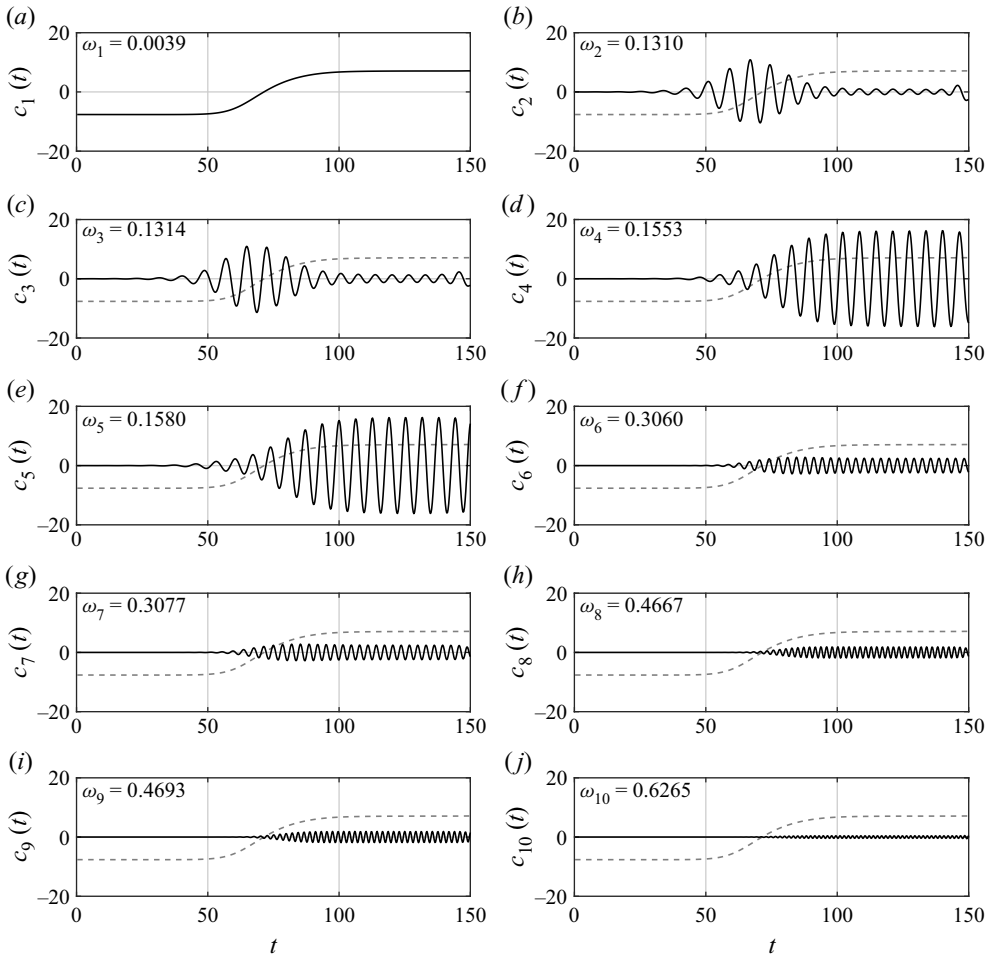 (a)
20
0
–20
ω1 = 0.0039
c1 (t)
0 50 100 150
(b)
20
0
–20
ω2 = 0.1310
c2 (t)
0 50 100 150
(c)
20
0
–20
ω3 = 0.1314
c3 (t)
0 50 100 150
(d)
20
0
–20
ω4 = 0.1553
c4 (t)
0 50 100 150
(e)
20
0
–20
ω5 = 0.1580
c5 (t)
0 50 100 150
(f)
20
0
–20
ω6 = 0.3060
c6 (t)
0 50 100 150
(g)
20
0
–20
ω7 = 0.3077
c7 (t)
0 50 100 150
(h)
20
0
–20
ω8 = 0.4667
c8 (t)
0 50 100 150
(i)
20
0
–20
ω9 = 0.4693
c9 (t)
0 50 100 150
t
(j)
20
0
–20
ω10 = 0.6265
c10 (t)
0 50 100 150
t